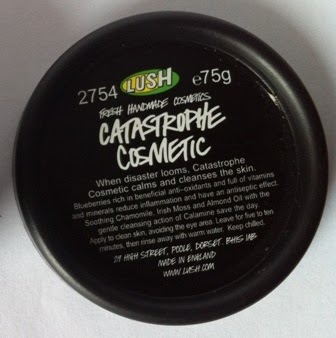 2754 LUSH e75g
FRESH HANDMADE COSMETICS
CATASTROPHE
COSMETIC
When disaster looms, Catastrophe
Cosmetic calms and cleanses the skin.
Blueberries rich in beneficial anti-oxidants and full of vitamins
and minerals reduce inflammation and have an antiseptic effect.
Soothing Chamomile, Irish Moss and Almond Oil with the
gentle cleansing action of Calamine save the day.
Apply to clean skin, avoiding the eye area. Leave for five to ten
minutes, then rinse away with warm water. Keep chilled.
29 HIGH STREET, POOLE, DORSET. BH15 1AB
MADE IN ENGLAND
WWW.LUSH.COM